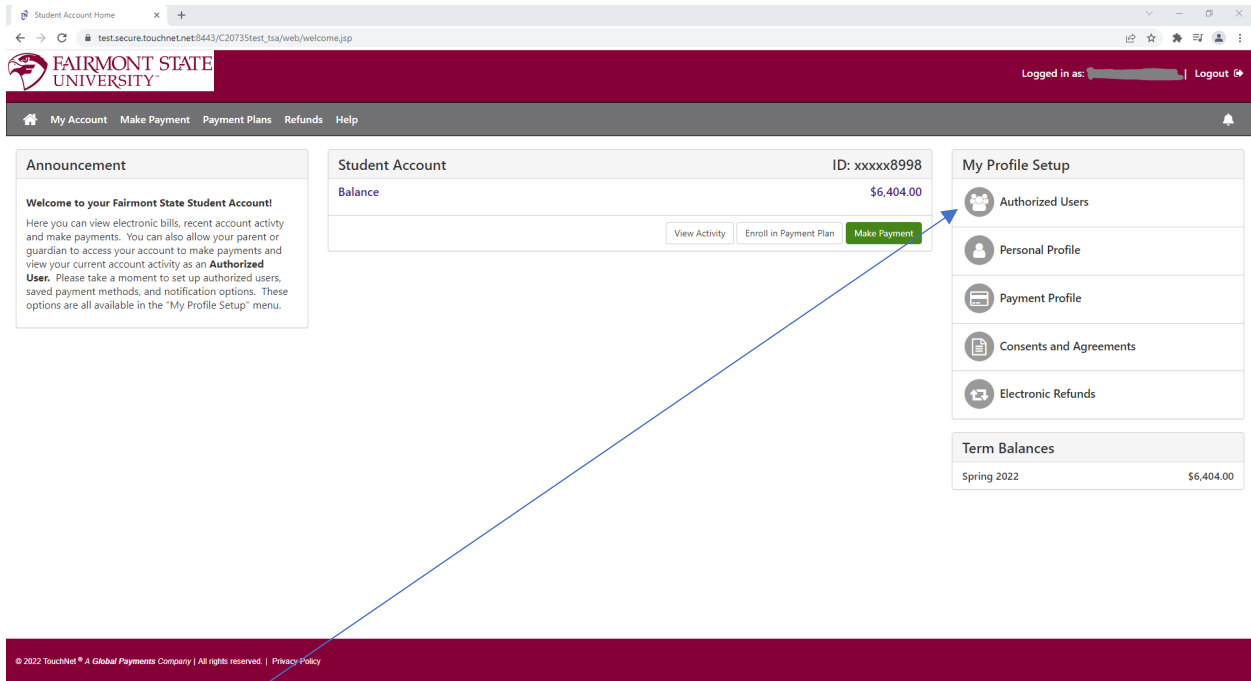 Student Account Home
test.secure.touchnet.net:8443/C20735test_tsa/web/welcome.jsp
FAIRMONT STATE
UNIVERSITY™
Logged in as: | Logout
My Account Make Payment Payment Plans Refunds Help
Announcement
Welcome to your Fairmont State Student Account!
Here you can view electronic bills, recent account activty
and make payments. You can also allow your parent or
guardian to access your account to make payments and
view your current account activity as an Authorized
User. Please take a moment to set up authorized users,
saved payment methods, and notification options. These
options are all available in the "My Profile Setup" menu.
Student Account ID: xxxxx8998
Balance $6,404.00
View Activity Enroll in Payment Plan Make Payment
My Profile Setup
Authorized Users
Personal Profile
Payment Profile
Consents and Agreements
Electronic Refunds
Term Balances
Spring 2022 $6,404.00
© 2022 TouchNet® A Global Payments Company | All rights reserved. | Privacy Policy